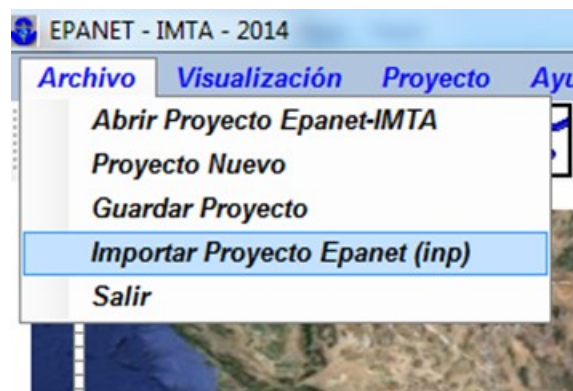 EPANET - IMTA - 2014
Archivo Visualización Proyecto
Abrir Proyecto Epanet-IMTA
Proyecto Nuevo
Guardar Proyecto
Importar Proyecto Epanet (inp)
Salir